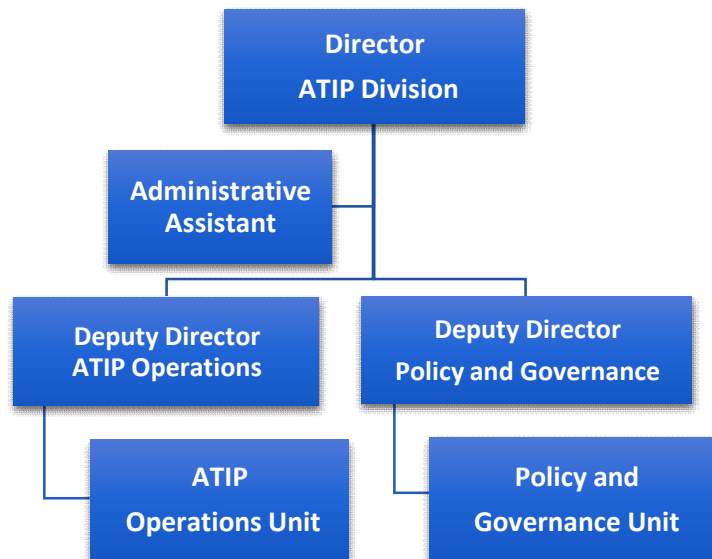 Director
ATIP Division
Administrative
Assistant
Deputy Director
ATIP Operations
Deputy Director
Policy and Governance
ATIP
Operations Unit
Policy and
Governance Unit